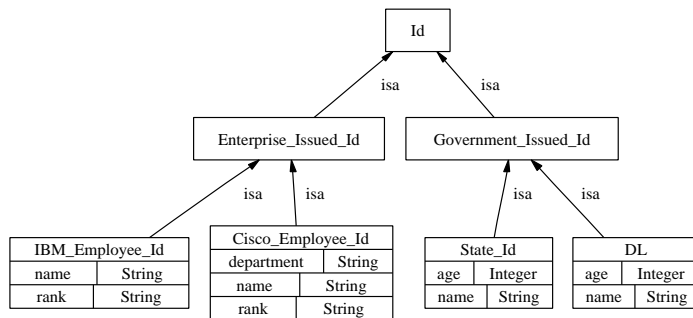 Id
isa
isa
Enterprise_Issued_Id
Government_Issued_Id
isa
isa
isa
isa
IBM_Employee_Id
name String
rank String
Cisco_Employee_Id
department String
name String
rank String
State_Id
age Integer
name String
DL
age Integer
name String